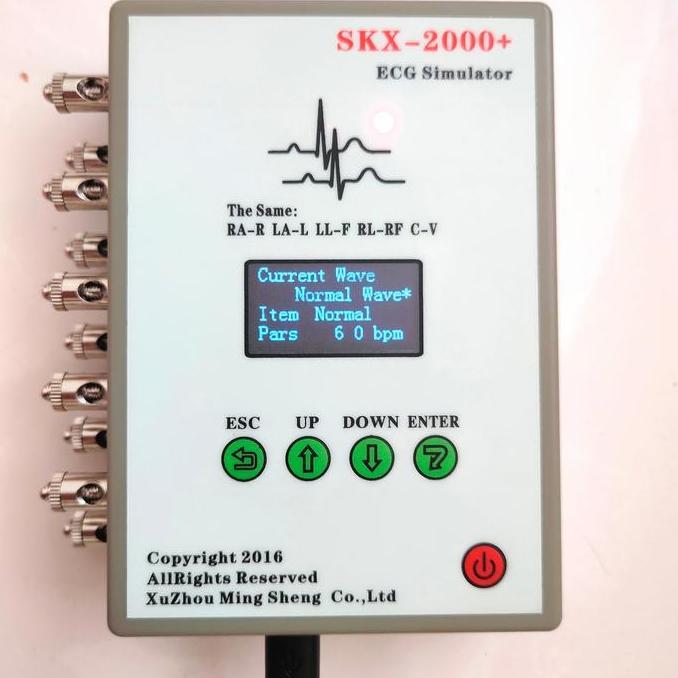 SKX-2000+
ECG Simulator
The Same:
RA-R LA-L LL-F RL-RF C-V
Current Wave
Normal Wave*
Item Normal
Pars 6 0 bpm
ESC UP DOWN ENTER
Copyright 2016
AllRights Reserved
XuZhou Ming Sheng Co.,Ltd